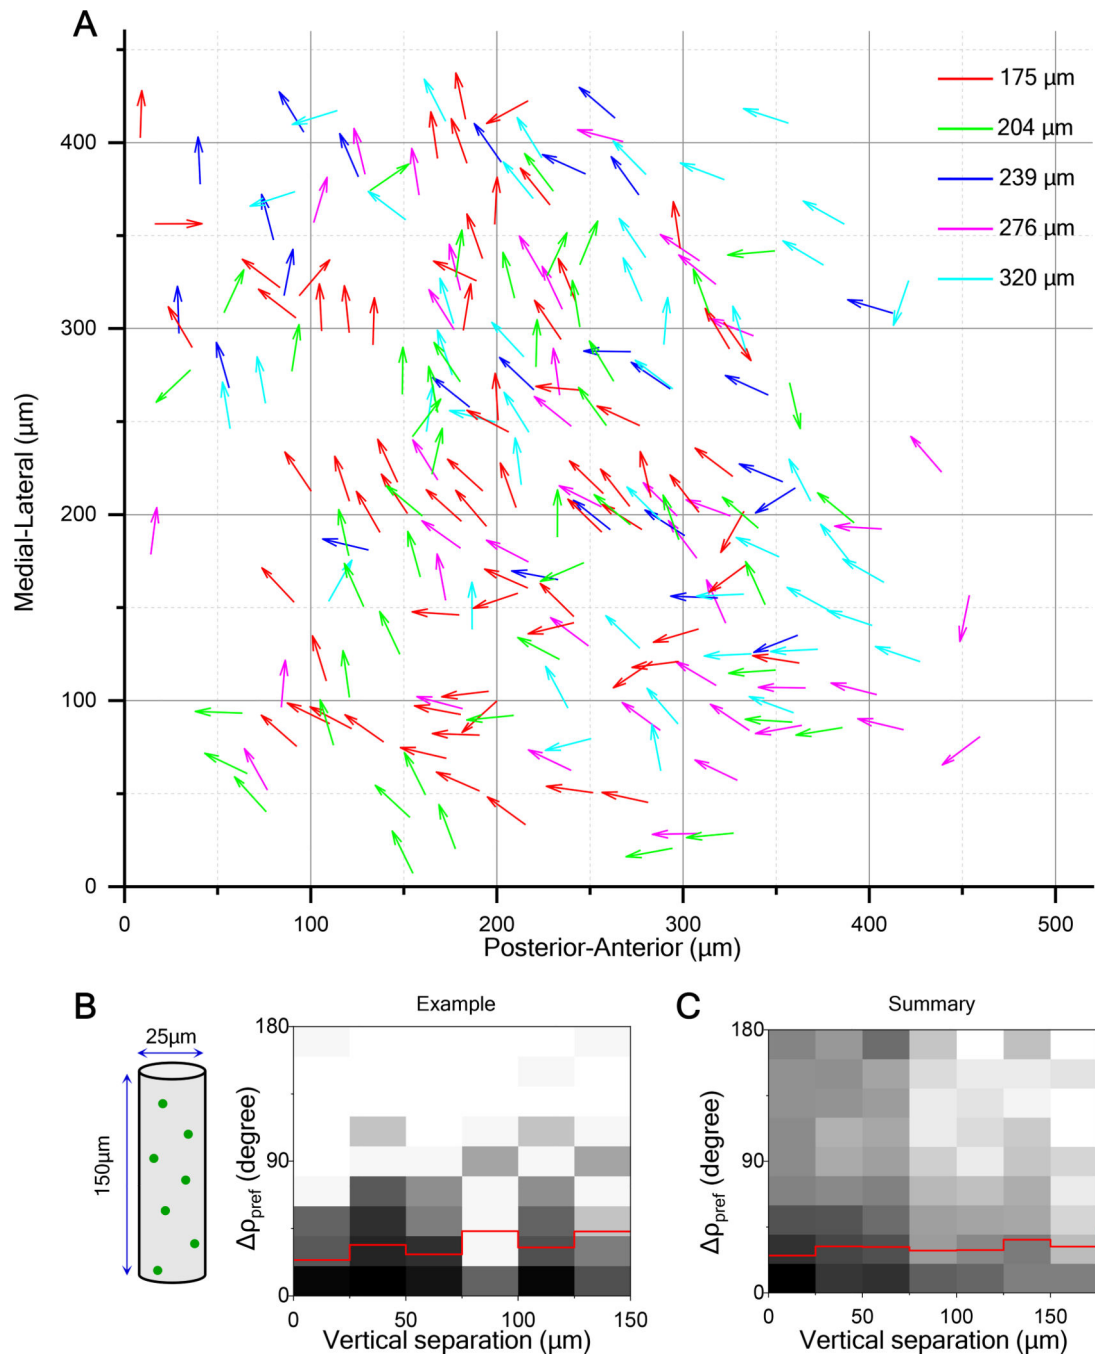 A
175 µm
204 µm
239 µm
276 µm
320 µm
Medial-Lateral (µm)
400
300
200
100
0
0 100 200 300 400 500
Posterior-Anterior (µm)
B
25µm
150µm
Example
Δρpref (degree)
180
90
0
0 50 100 150
Vertical separation (µm)
C
Summary
Δρpref (degree)
180
90
0
0 50 100 150
Vertical separation (µm)